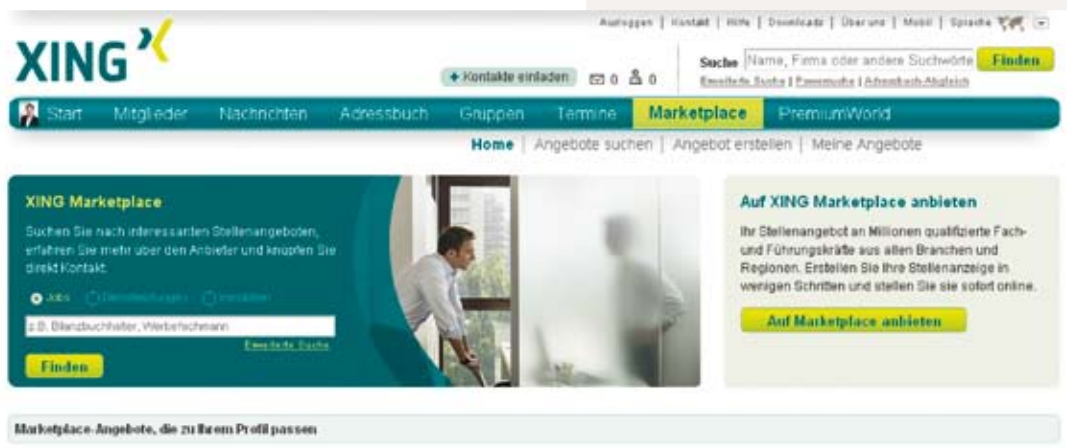 Ausloggen | Kontakt | Hilfe | Downloads | Über uns | Mobil | Sprache
XING
+ Kontakte einladen 0 0
Suche Name, Firma oder andere Suchwörte Finden
Erweiterte Suche | Powersuche | Adressbuch-Abgleich
Start Mitglieder Nachrichten Adressbuch Gruppen Termine Marketplace PremiumWorld
Home | Angebote suchen | Angebot erstellen | Meine Angebote
XING Marketplace
Suchen Sie nach interessanten Stellenangeboten,
erfahren Sie mehr über den Anbieter und knüpfen Sie
direkt Kontakt.
Jobs Dienstleistungen Immobilien
z.B. Bilanzbuchhalter, Werbefachmann
Erweiterte Suche
Finden
Auf XING Marketplace anbieten
Ihr Stellenangebot an Millionen qualifizierte Fach-
und Führungskräfte aus allen Branchen und
Regionen. Erstellen Sie Ihre Stellenanzeige in
wenigen Schritten und stellen Sie sie sofort online.
Auf Marketplace anbieten
Marketplace-Angebote, die zu Ihrem Profil passen